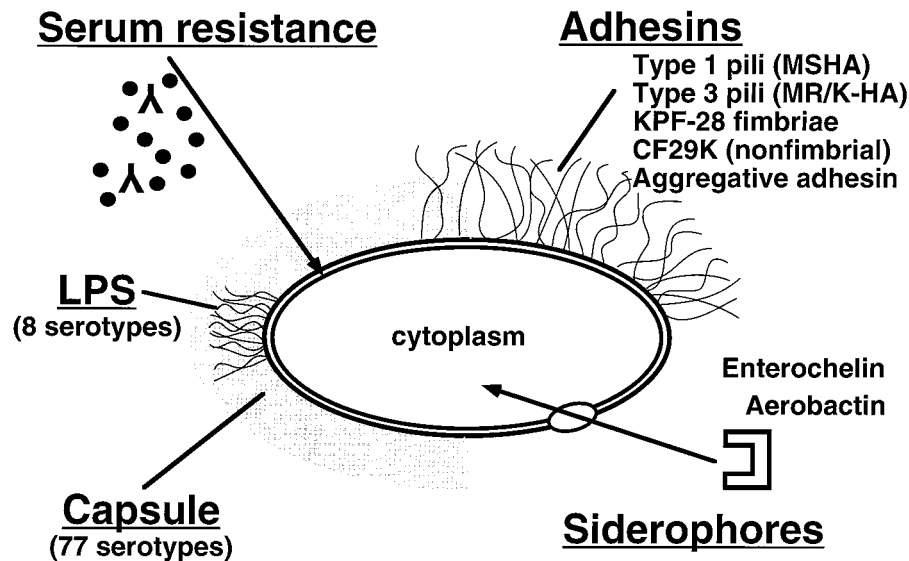 Serum resistance
Adhesins
Type 1 pili (MSHA)
Type 3 pili (MR/K-HA)
KPF-28 fimbriae
CF29K (nonfimbrial)
Aggregative adhesin
LPS
(8 serotypes)
cytoplasm
Enterochelin
Aerobactin
Capsule
(77 serotypes)
Siderophores